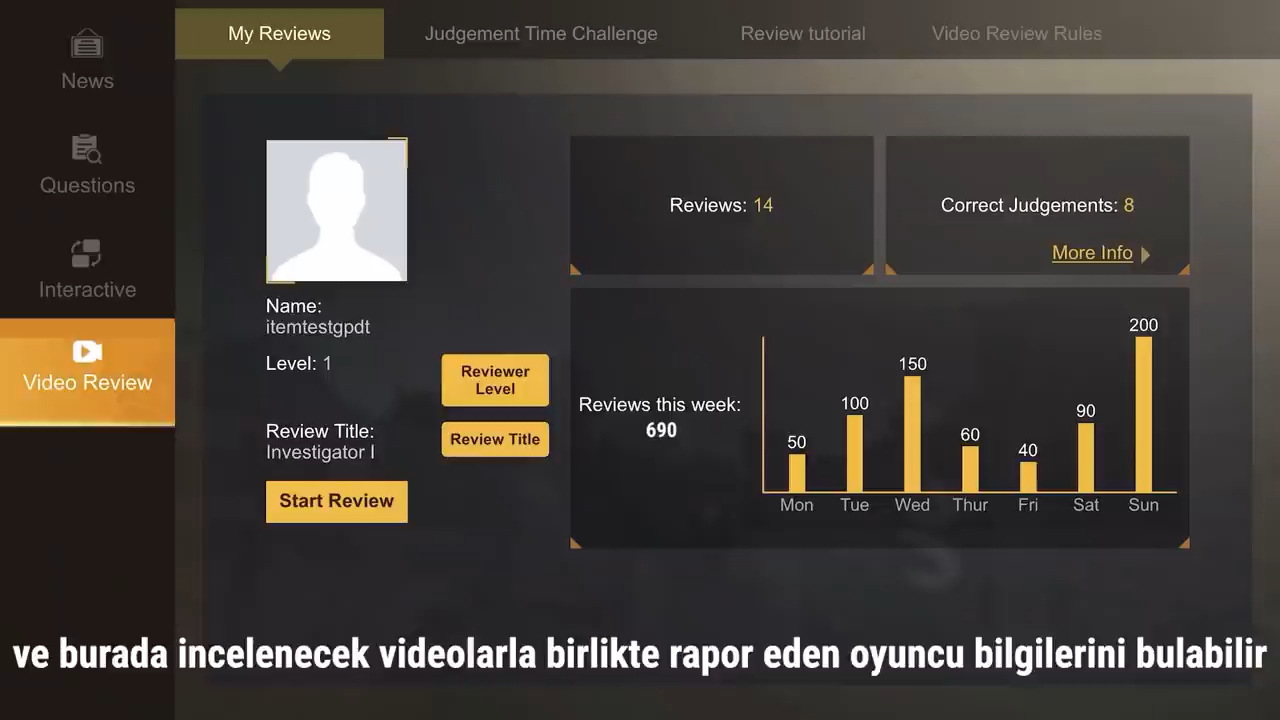 News
Questions
Interactive
Video Review
My Reviews
Judgement Time Challenge
Review tutorial
Video Review Rules
Name:
itemtestgpdt
Level: 1
Reviewer
Level
Review Title:
Investigator I
Review Title
Start Review
Reviews: 14
Correct Judgements: 8
More Info
Reviews this week:
690
50
100
150
60
40
90
200
Mon
Tue
Wed
Thur
Fri
Sat
Sun
ve burada incelenecek videolarla birlikte rapor eden oyuncu bilgilerini bulabilir